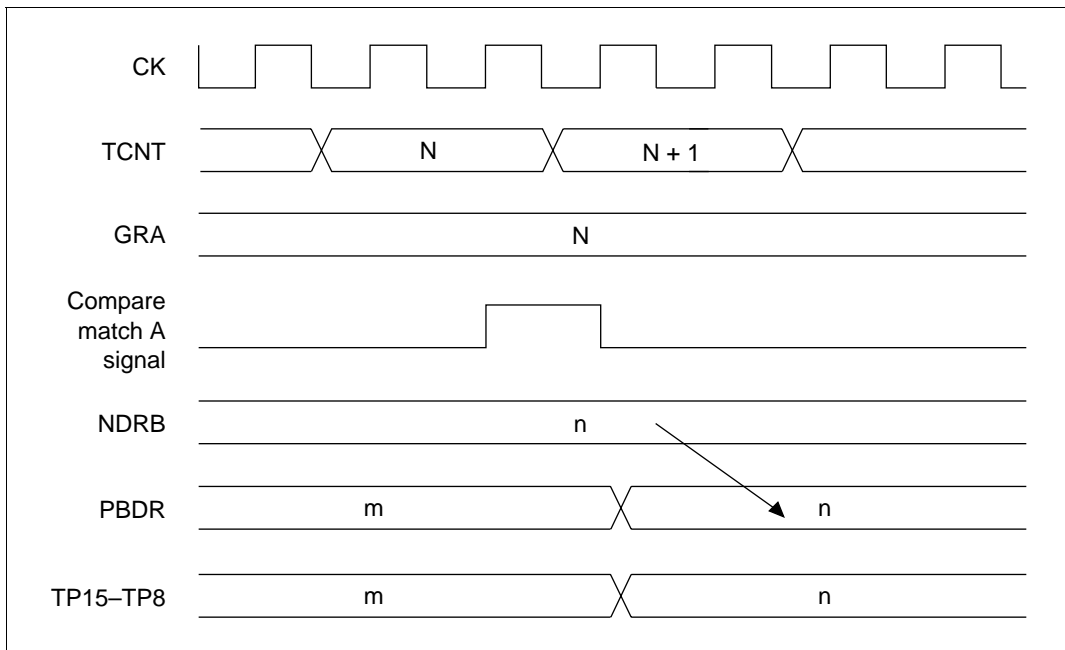 CK
TCNT
N
N + 1
GRA
N
Compare
match A
signal
NDRB
n
PBDR
m
n
TP15–TP8
m
n